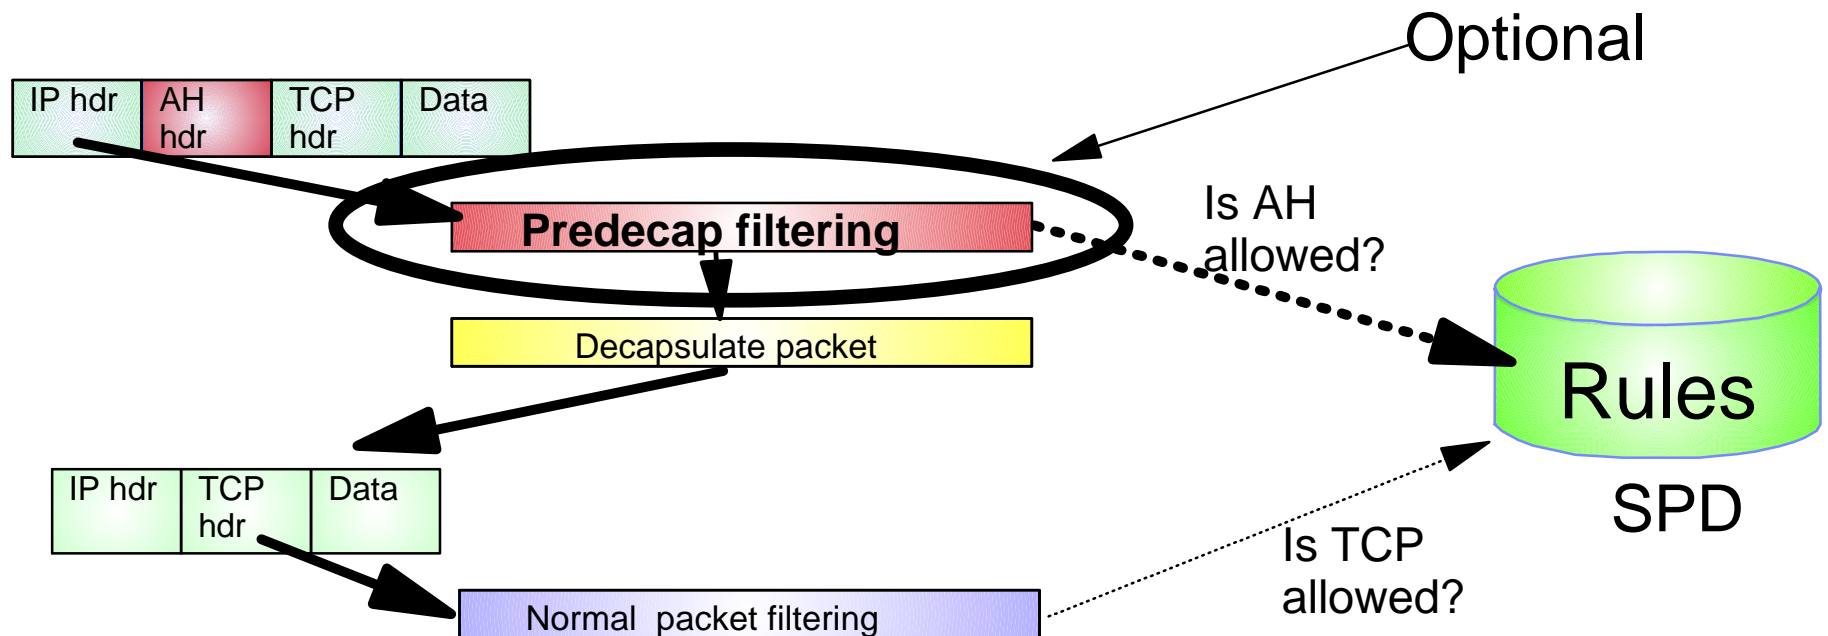 Optional
IP hdr
AH
hdr
TCP
hdr
Data
Predecap filtering
Is AH
allowed?
Decapsulate packet
Rules
SPD
IP hdr
TCP
hdr
Data
Is TCP
allowed?
Normal packet filtering